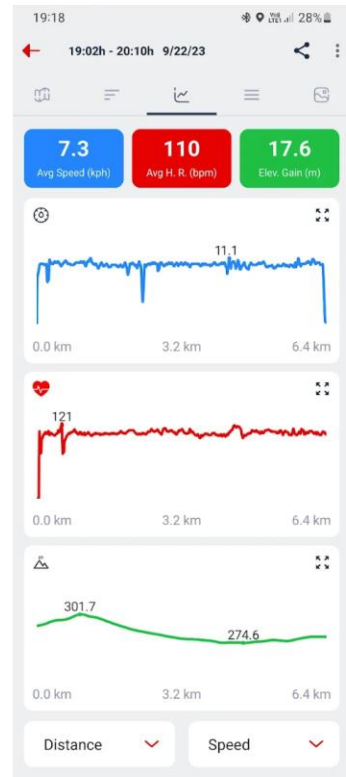 19:18
28%
19:02h - 20:10h 9/22/23
7.3 110 17.6
Avg Speed (kph) Avg H. R. (bpm) Elev. Gain (m)
11.1
0.0 km 3.2 km 6.4 km
121
0.0 km 3.2 km 6.4 km
301.7
274.6
0.0 km 3.2 km 6.4 km
Distance Speed